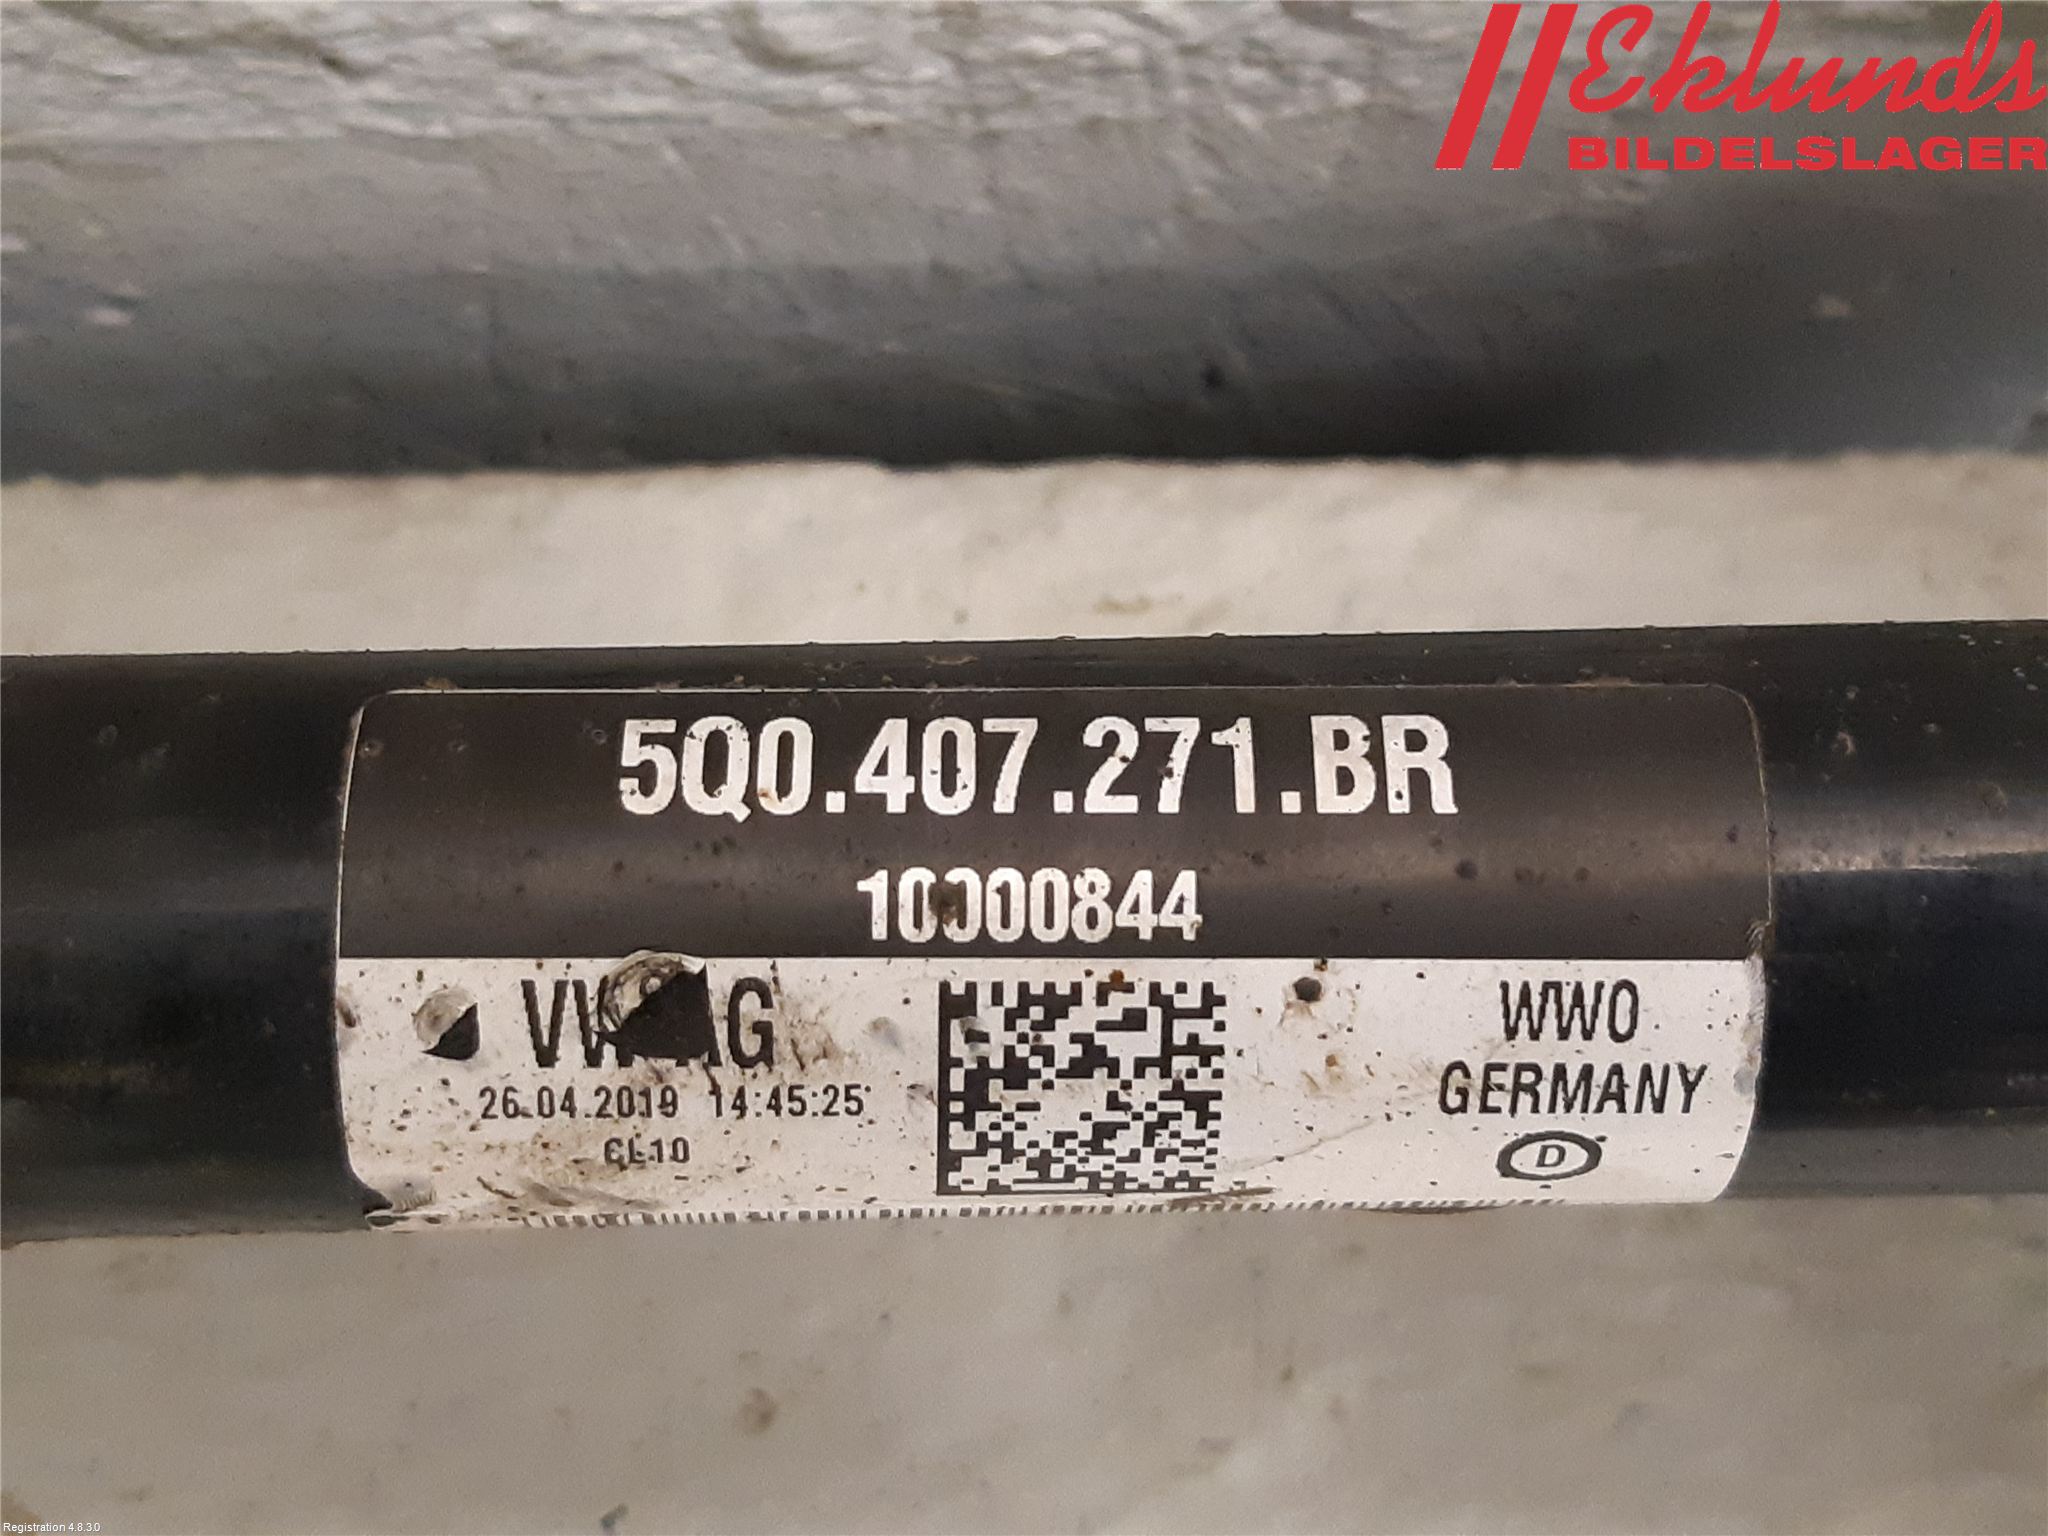 Eklunds
BILDELSLAGER
5Q0.407.271.BR
10000844
VW AG
26.04.2019 14:45:25
CL10
WWO
GERMANY
D
Registration 4.8.3.0